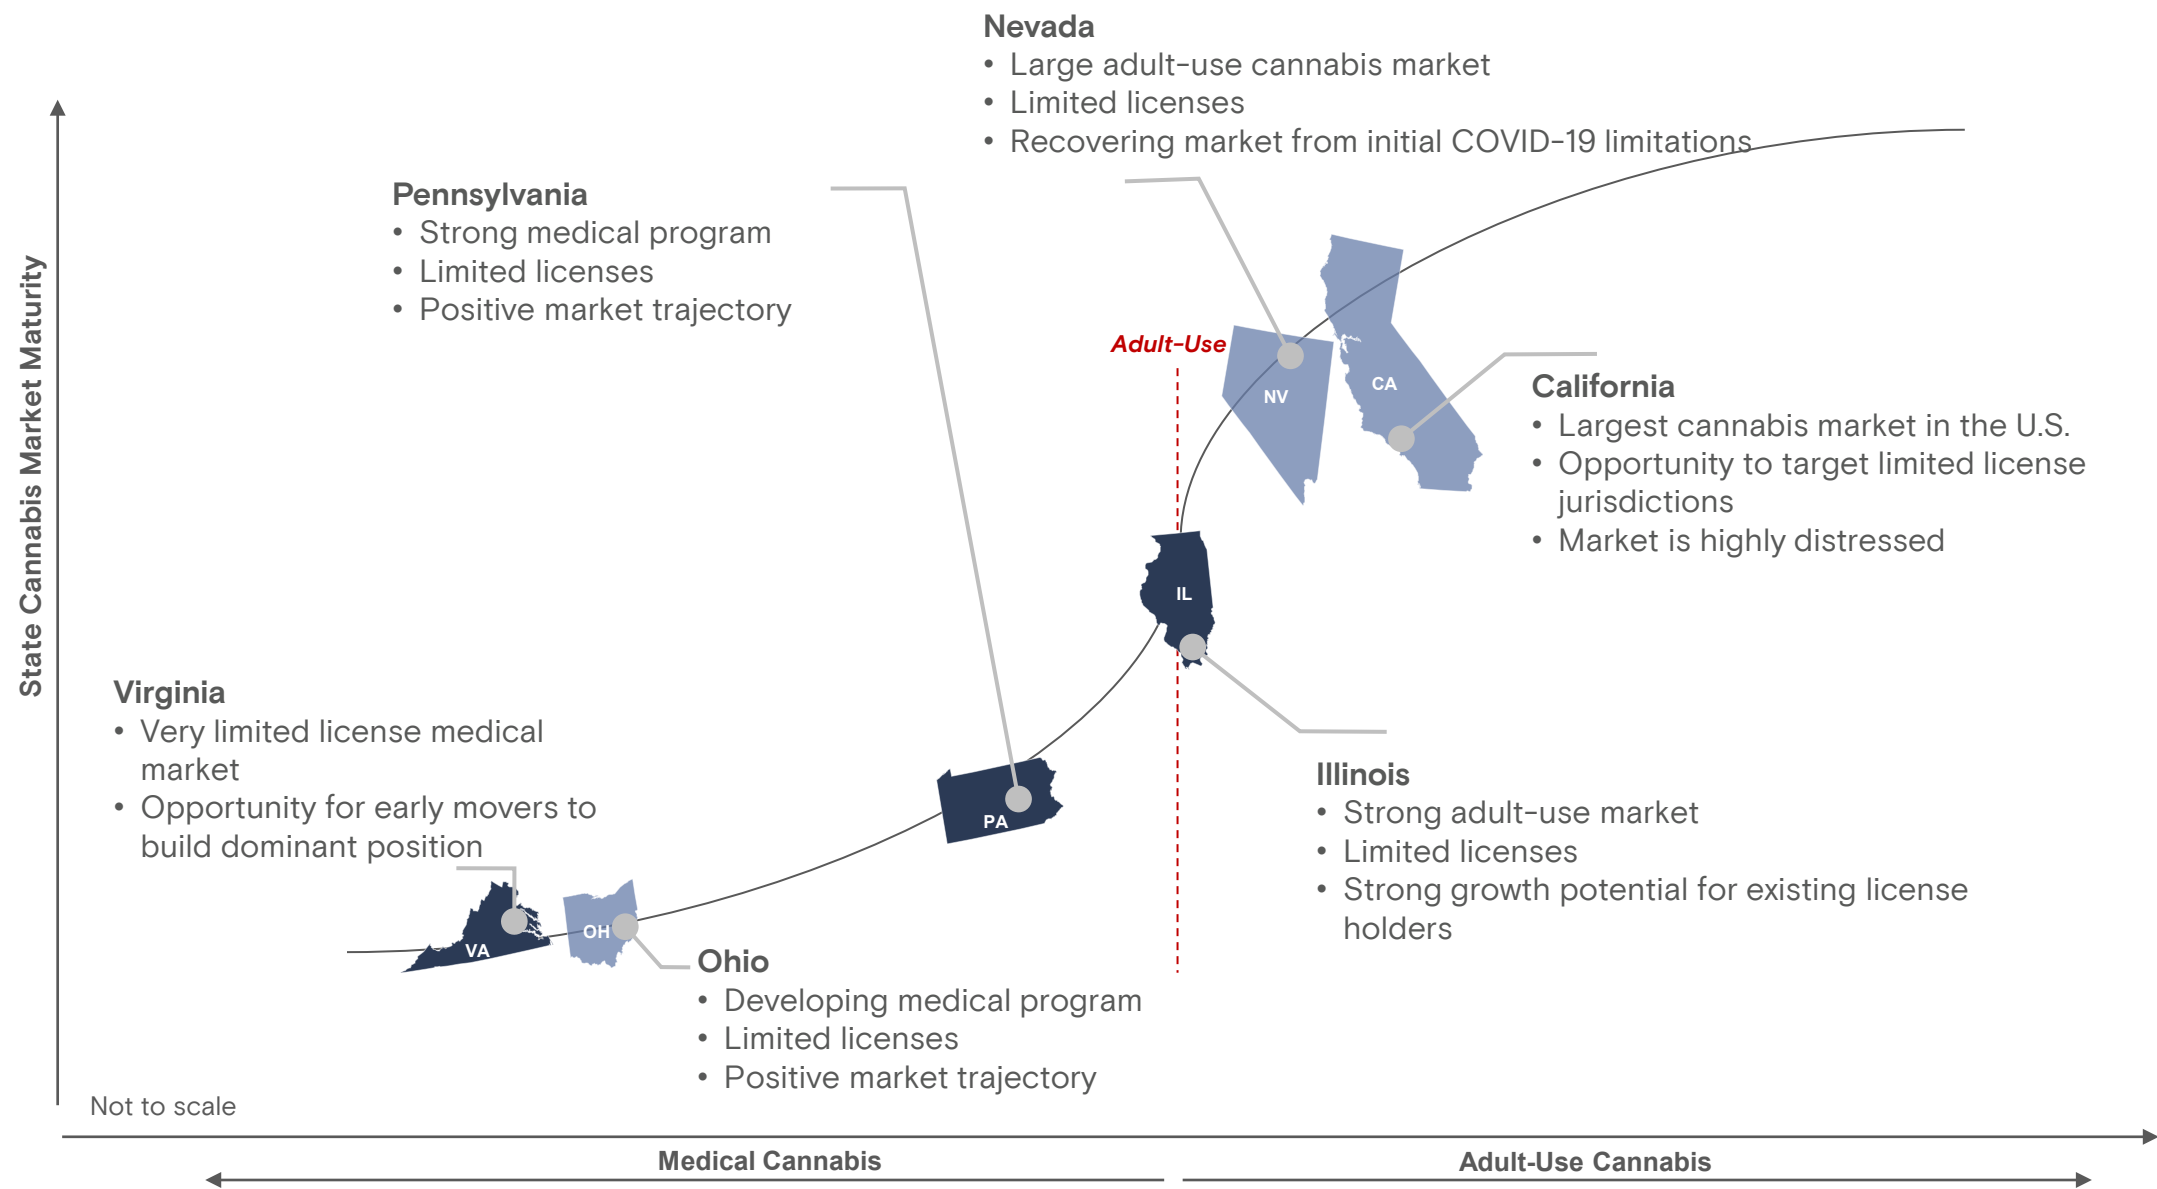 Nevada
• Large adult-use cannabis market
• Limited licenses
• Recovering market from initial COVID-19 limitations
Pennsylvania
• Strong medical program
• Limited licenses
• Positive market trajectory
State Cannabis Market Maturity
Adult-Use
NV
CA
California
• Largest cannabis market in the U.S.
• Opportunity to target limited license
jurisdictions
• Market is highly distressed
IL
Virginia
• Very limited license medical
market
• Opportunity for early movers to
build dominant position
PA
Illinois
• Strong adult-use market
• Limited licenses
• Strong growth potential for existing license
holders
VA
OH
Ohio
• Developing medical program
• Limited licenses
• Positive market trajectory
Not to scale
Medical Cannabis
Adult-Use Cannabis